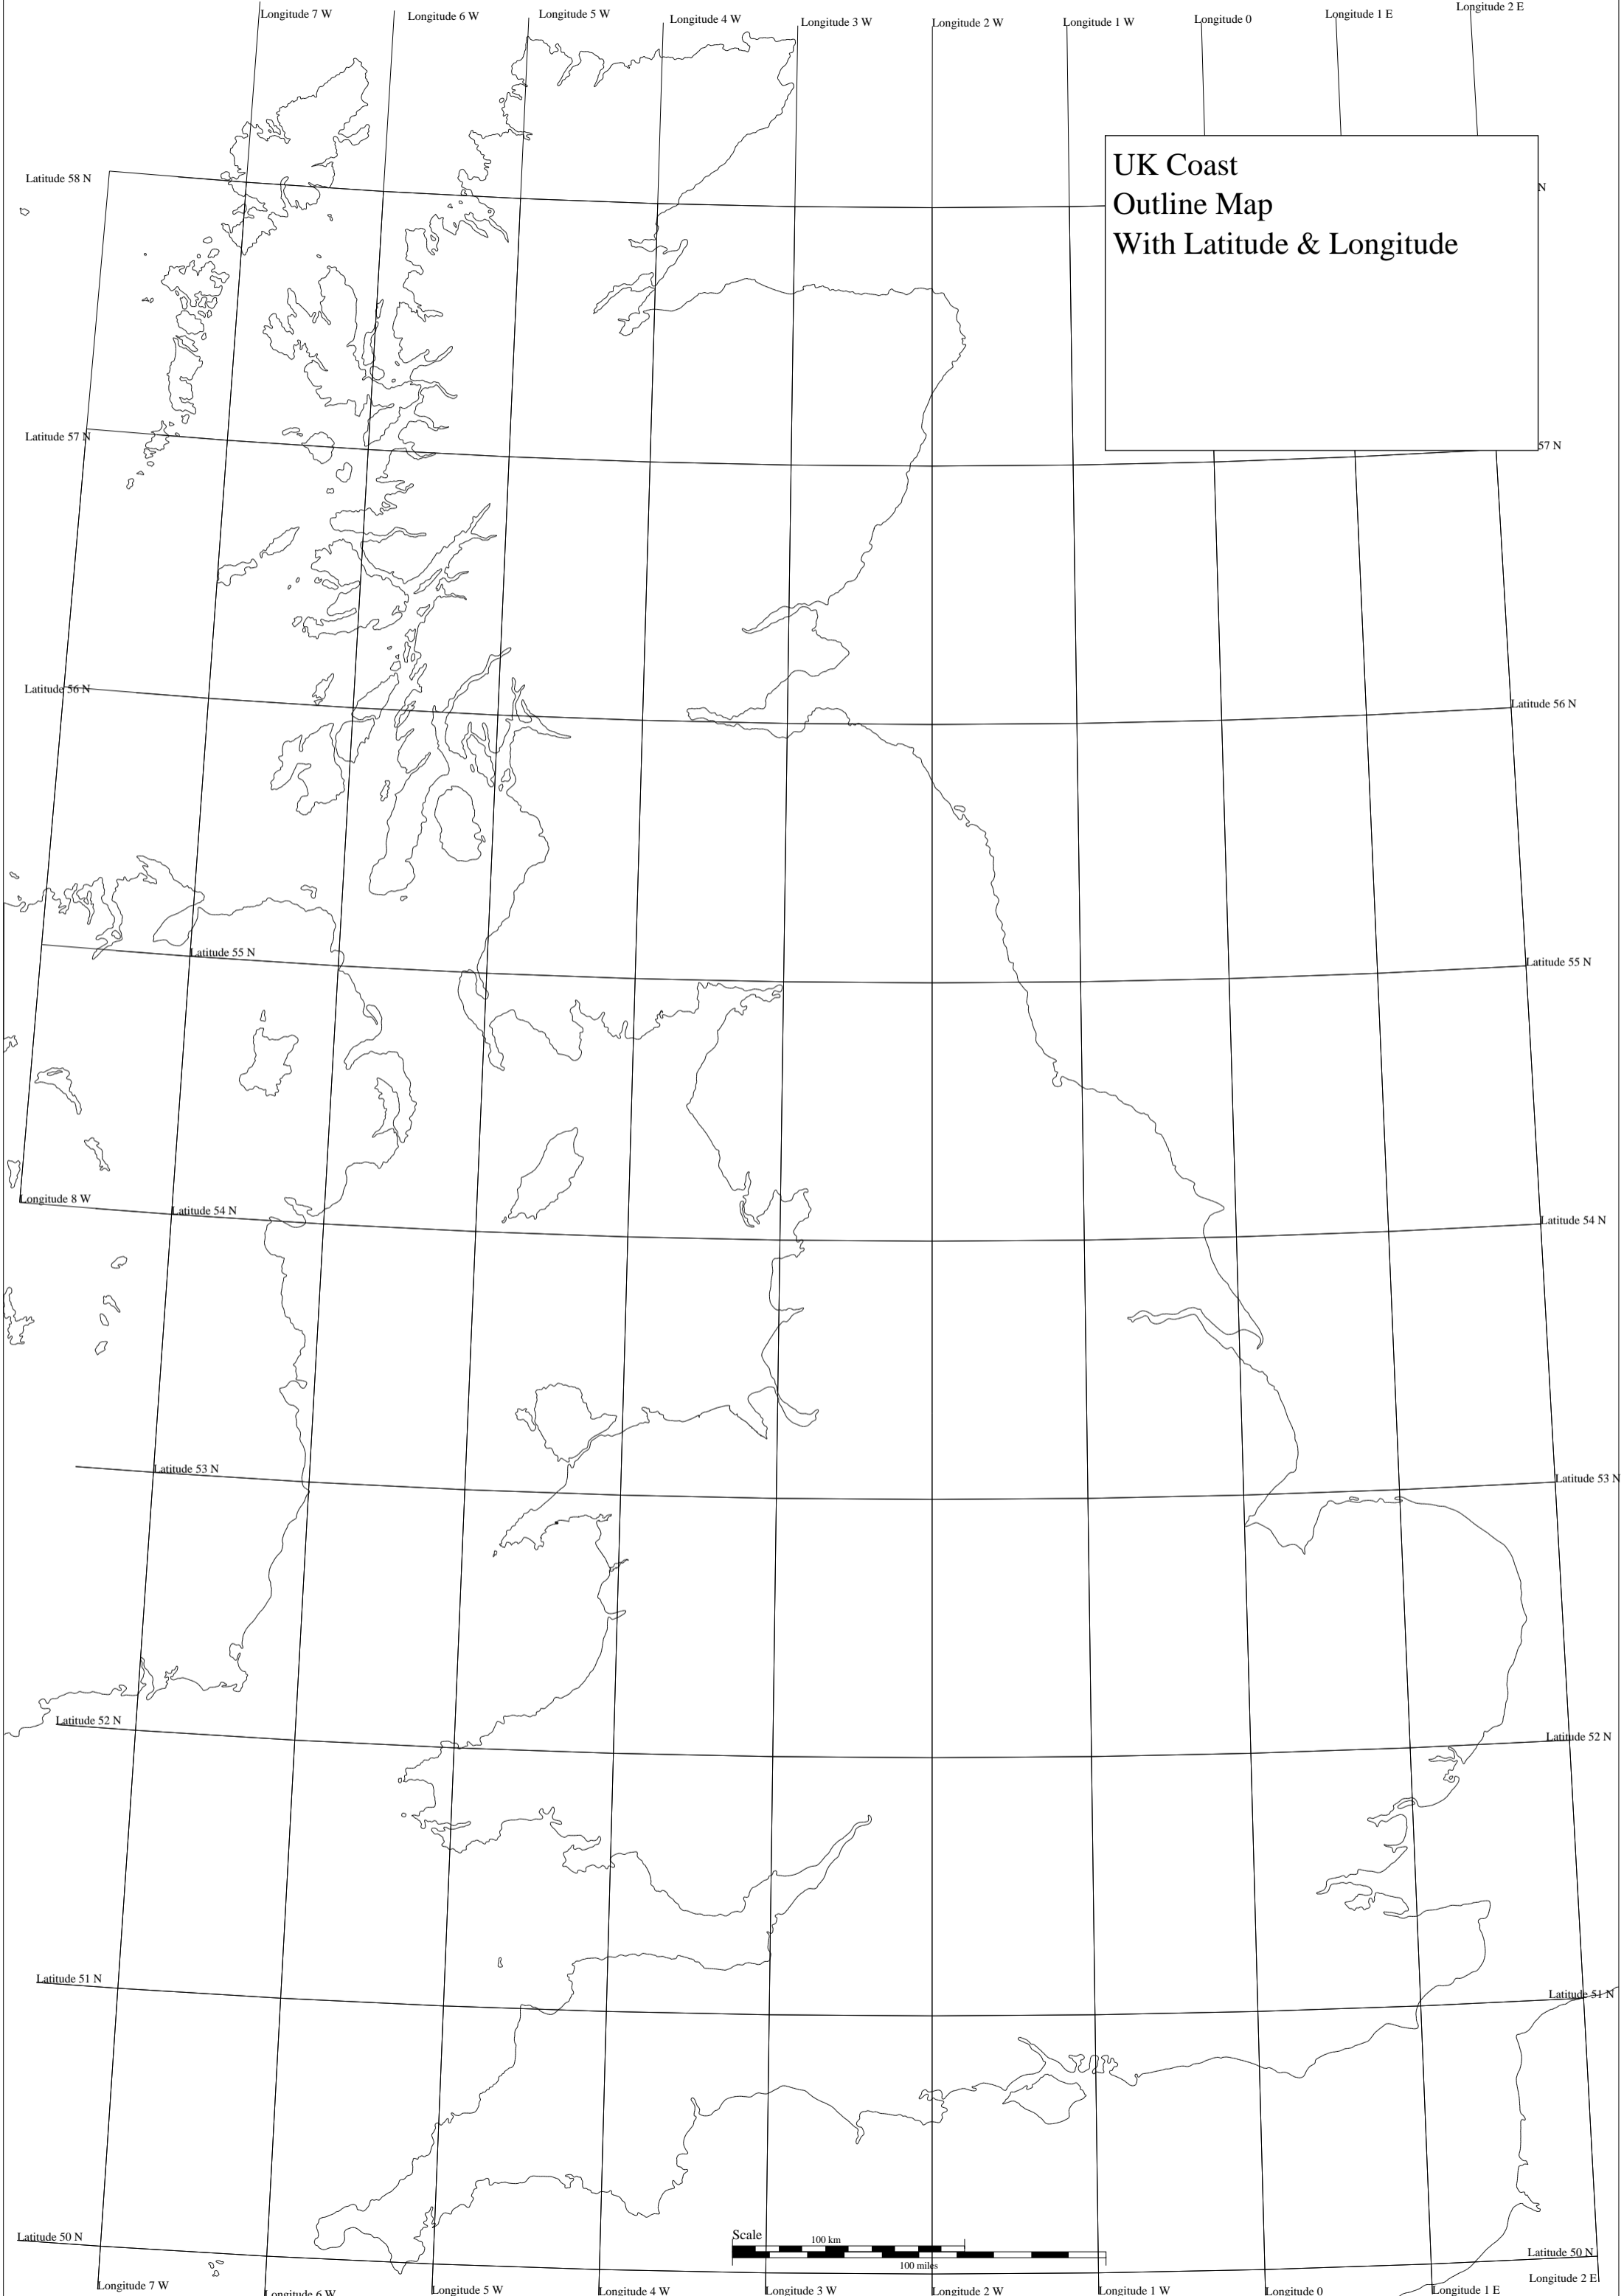 Longitude 7 W
Longitude 6 W
Longitude 5 W
Longitude 4 W
Longitude 3 W
Longitude 2 W
Longitude 1 W
Longitude 0
Longitude 1 E
Longitude 2 E
UK Coast
Outline Map
With Latitude & Longitude
Latitude 58 N
N
Latitude 57 N
57 N
Latitude 56 N
Latitude 56 N
Latitude 55 N
Latitude 55 N
Longitude 8 W
Latitude 54 N
Latitude 54 N
Latitude 53 N
Latitude 53 N
Latitude 52 N
Latitude 52 N
Latitude 51 N
Latitude 51 N
Latitude 50 N
Scale
100 km
100 miles
Latitude 50 N
Longitude 2 E
Longitude 7 W
Longitude 6 W
Longitude 5 W
Longitude 4 W
Longitude 3 W
Longitude 2 W
Longitude 1 W
Longitude 0
Longitude 1 E